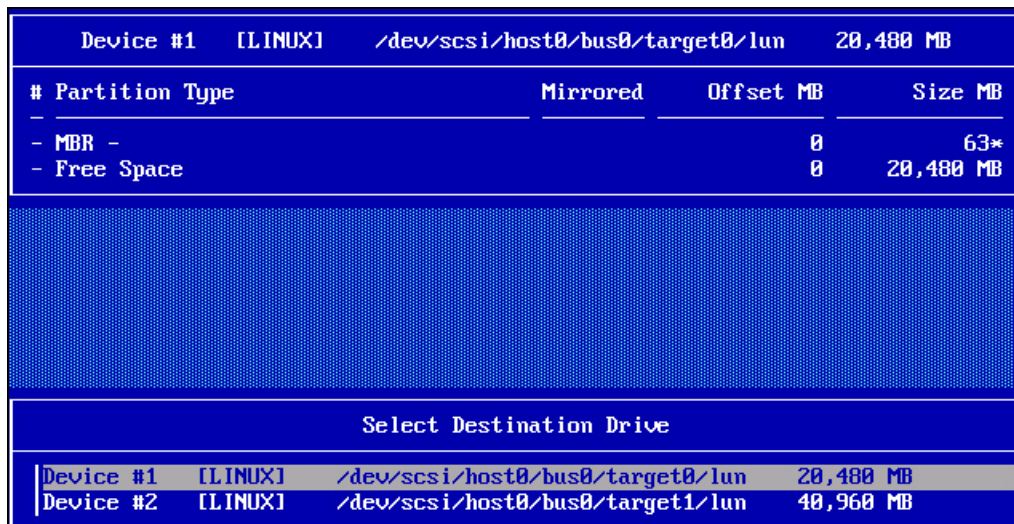 Device #1 [LINUX] /dev/scsi/host0/bus0/target0/lun 20,480 MB
# Partition Type Mirrored Offset MB Size MB
- MBR - 0 63*
- Free Space 0 20,480 MB
Select Destination Drive
Device #1 [LINUX] /dev/scsi/host0/bus0/target0/lun 20,480 MB
Device #2 [LINUX] /dev/scsi/host0/bus0/target1/lun 40,960 MB